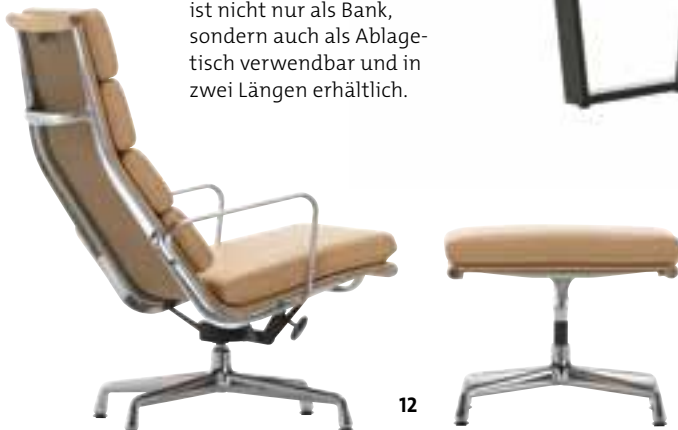 ist nicht nur als Bank,
sondern auch als Ablage-
tisch verwendbar und in
zwei Längen erhältlich.
12